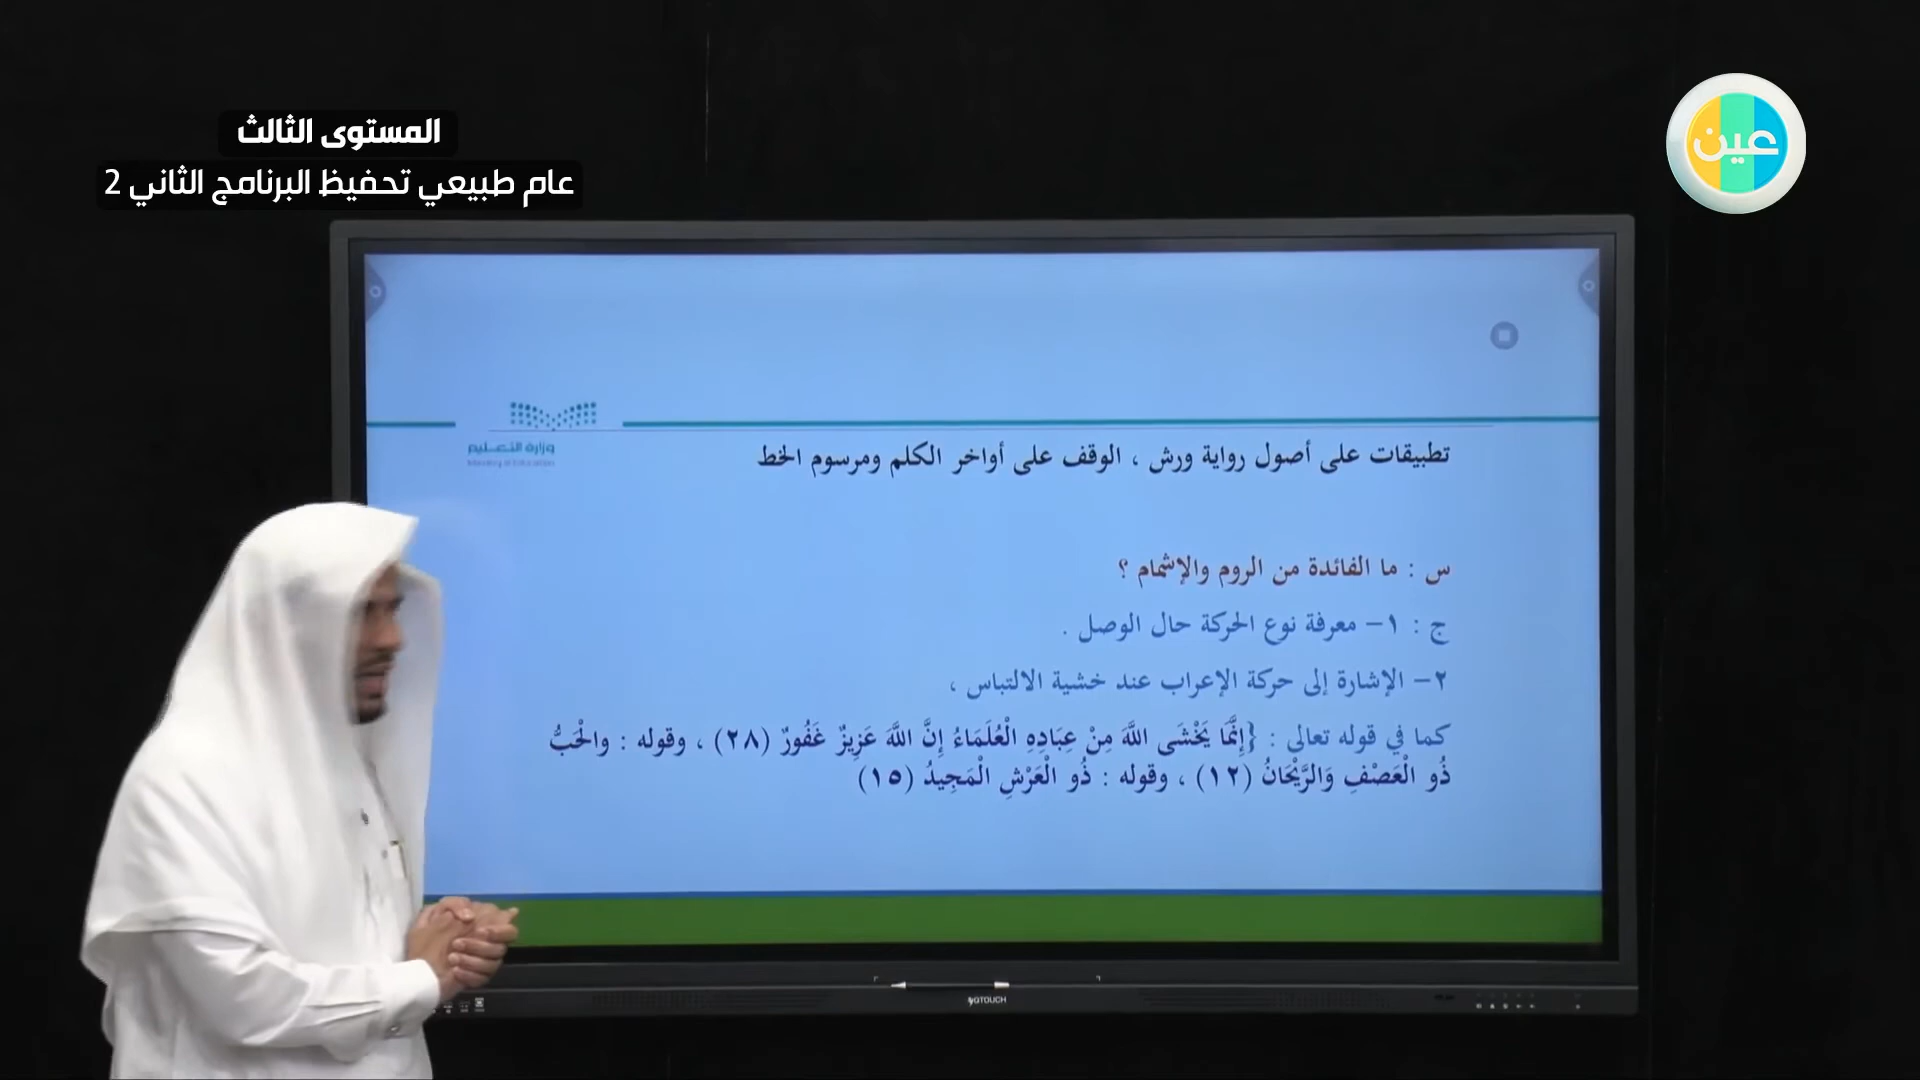 المستوى الثالث
عام طبيعي تحفيظ البرنامج الثاني 2
عين
وزارة التعليم
Ministry of Education
تطبيقات على أصول رواية ورش ، الوقف على أواخر الكلم ومرسوم الخط
س : ما الفائدة من الروم والإشمام ؟
ج : ١– معرفة نوع الحركة حال الوصل .
٢– الإشارة إلى حركة الإعراب عند خشية الالتباس ،
كما في قوله تعالى : {إِنَّمَا يَخْشَى اللَّهَ مِنْ عِبَادِهِ الْعُلَمَاءُ إِنَّ اللَّهَ عَزِيزٌ غَفُورٌ (٢٨) ، وقوله : والْحَبُّ
ذُو الْعَصْفِ وَالرَّيْحَانُ (١٢) ، وقوله : ذُو الْعَرْشِ الْمَجِيدُ (١٥)
QTOUCH